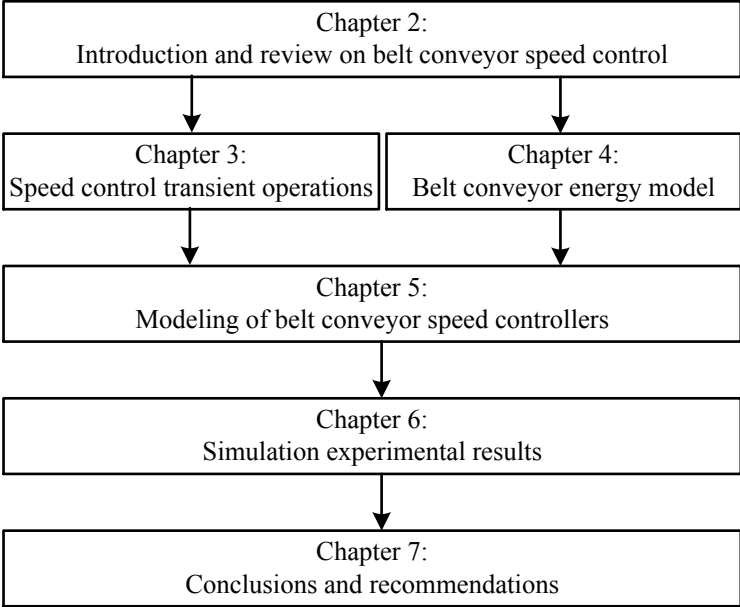 Chapter 2:
Introduction and review on belt conveyor speed control
Chapter 3:
Speed control transient operations
Chapter 4:
Belt conveyor energy model
Chapter 5:
Modeling of belt conveyor speed controllers
Chapter 6:
Simulation experimental results
Chapter 7:
Conclusions and recommendations